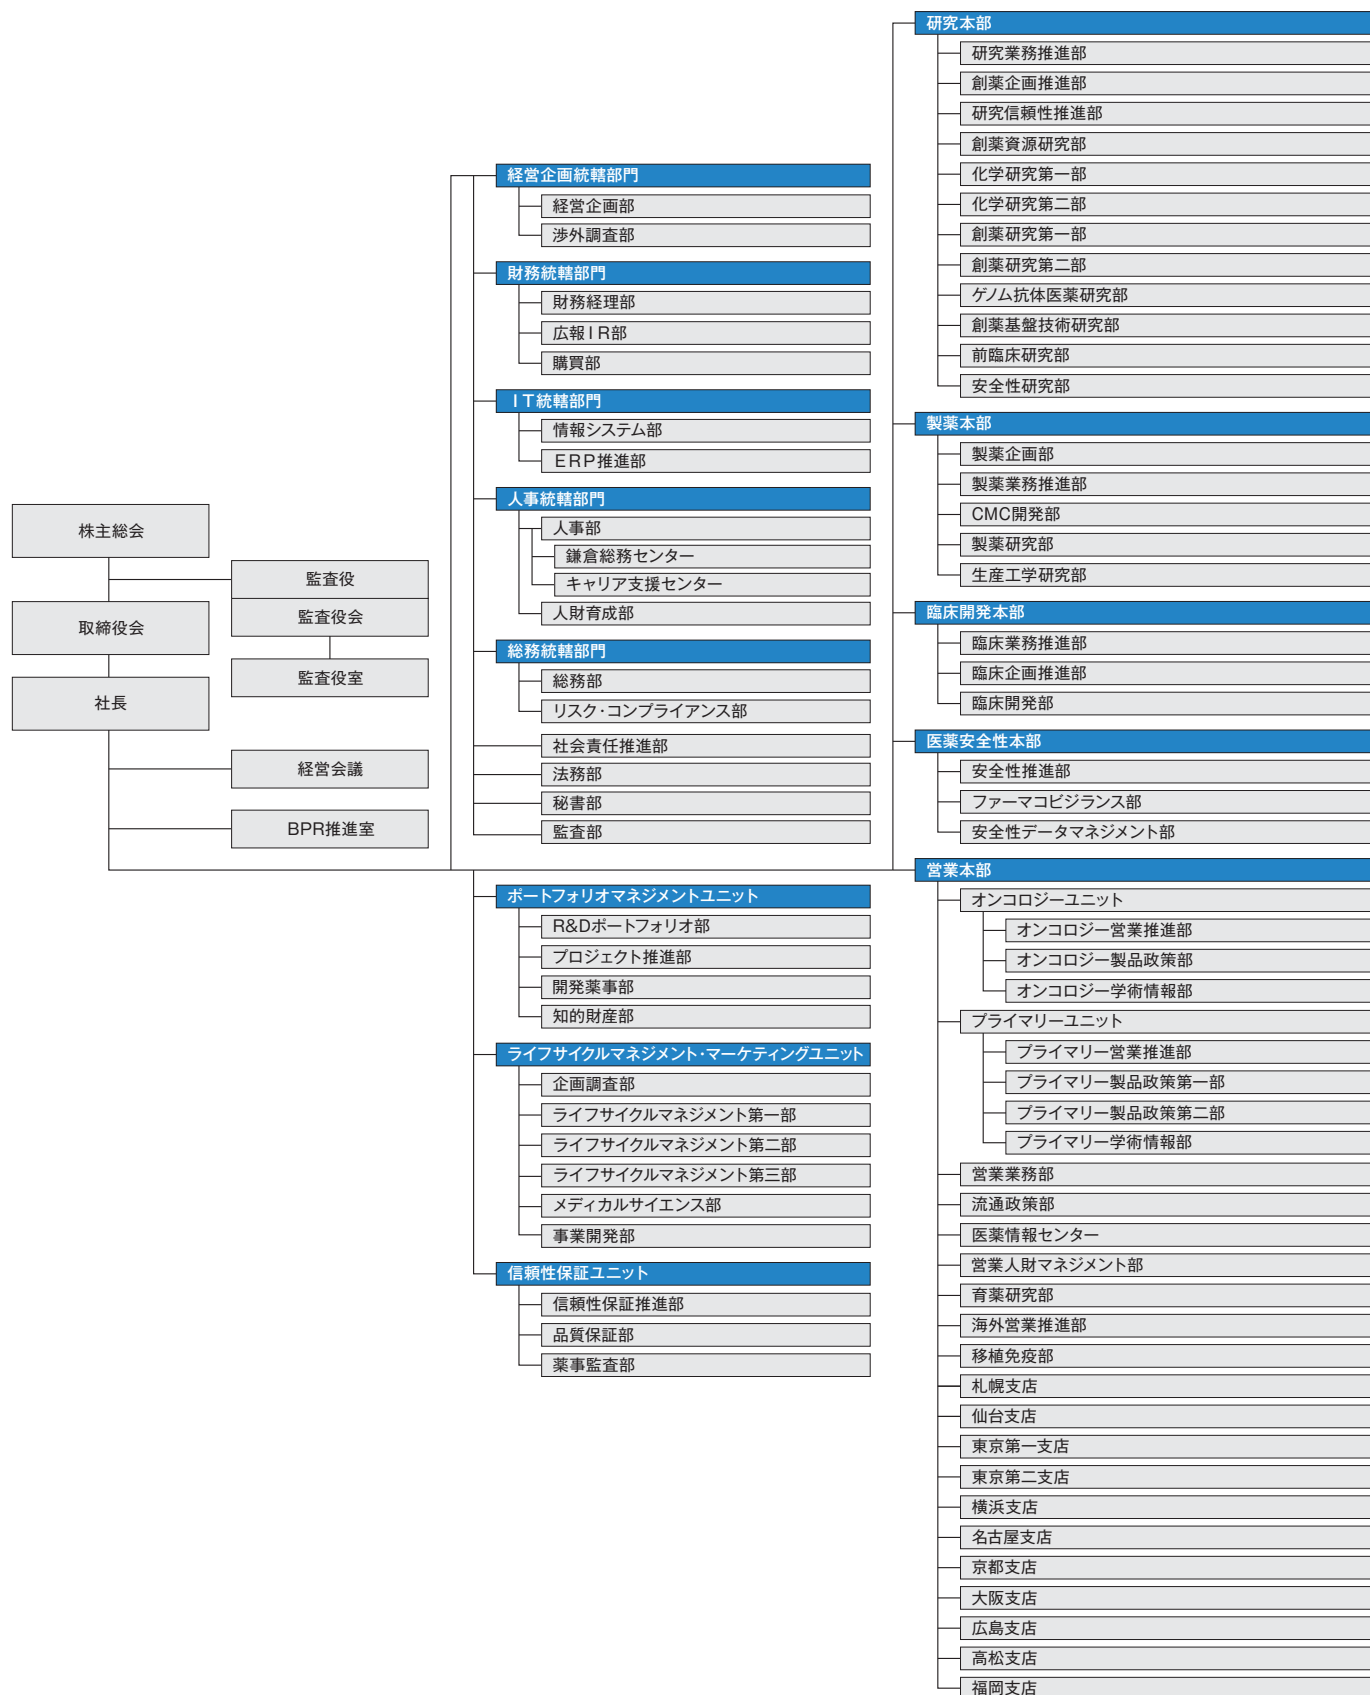 株主総会
監査役
監査役会
取締役会
監査役室
社長
経営会議
BPR推進室
経営企画統轄部門
経営企画部
渉外調査部
財務統轄部門
財務経理部
広報IR部
購買部
IT統轄部門
情報システム部
ERP推進部
人事統轄部門
人事部
鎌倉総務センター
キャリア支援センター
人財育成部
総務統轄部門
総務部
リスク・コンプライアンス部
社会責任推進部
法務部
秘書部
監査部
ポートフォリオマネジメントユニット
R&Dポートフォリオ部
プロジェクト推進部
開発薬事部
知的財産部
ライフサイクルマネジメント・マーケティングユニット
企画調査部
ライフサイクルマネジメント第一部
ライフサイクルマネジメント第二部
ライフサイクルマネジメント第三部
メディカルサイエンス部
事業開発部
信頼性保証ユニット
信頼性保証推進部
品質保証部
薬事監査部
研究本部
研究業務推進部
創薬企画推進部
研究信頼性推進部
創薬資源研究部
化学研究第一部
化学研究第二部
創薬研究第一部
創薬研究第二部
ゲノム抗体医薬研究部
創薬基盤技術研究部
前臨床研究部
安全性研究部
製薬本部
製薬企画部
製薬業務推進部
CMC開発部
製薬研究部
生産工学研究部
臨床開発本部
臨床業務推進部
臨床企画推進部
臨床開発部
医薬安全性本部
安全性推進部
ファーマコビジランス部
安全性データマネジメント部
営業本部
オンコロジーユニット
オンコロジー営業推進部
オンコロジー製品政策部
オンコロジー学術情報部
プライマリーユニット
プライマリー営業推進部
プライマリー製品政策第一部
プライマリー製品政策第二部
プライマリー学術情報部
営業業務部
流通政策部
医薬情報センター
営業人財マネジメント部
育薬研究部
海外営業推進部
移植免疫部
札幌支店
仙台支店
東京第一支店
東京第二支店
横浜支店
名古屋支店
京都支店
大阪支店
広島支店
高松支店
福岡支店